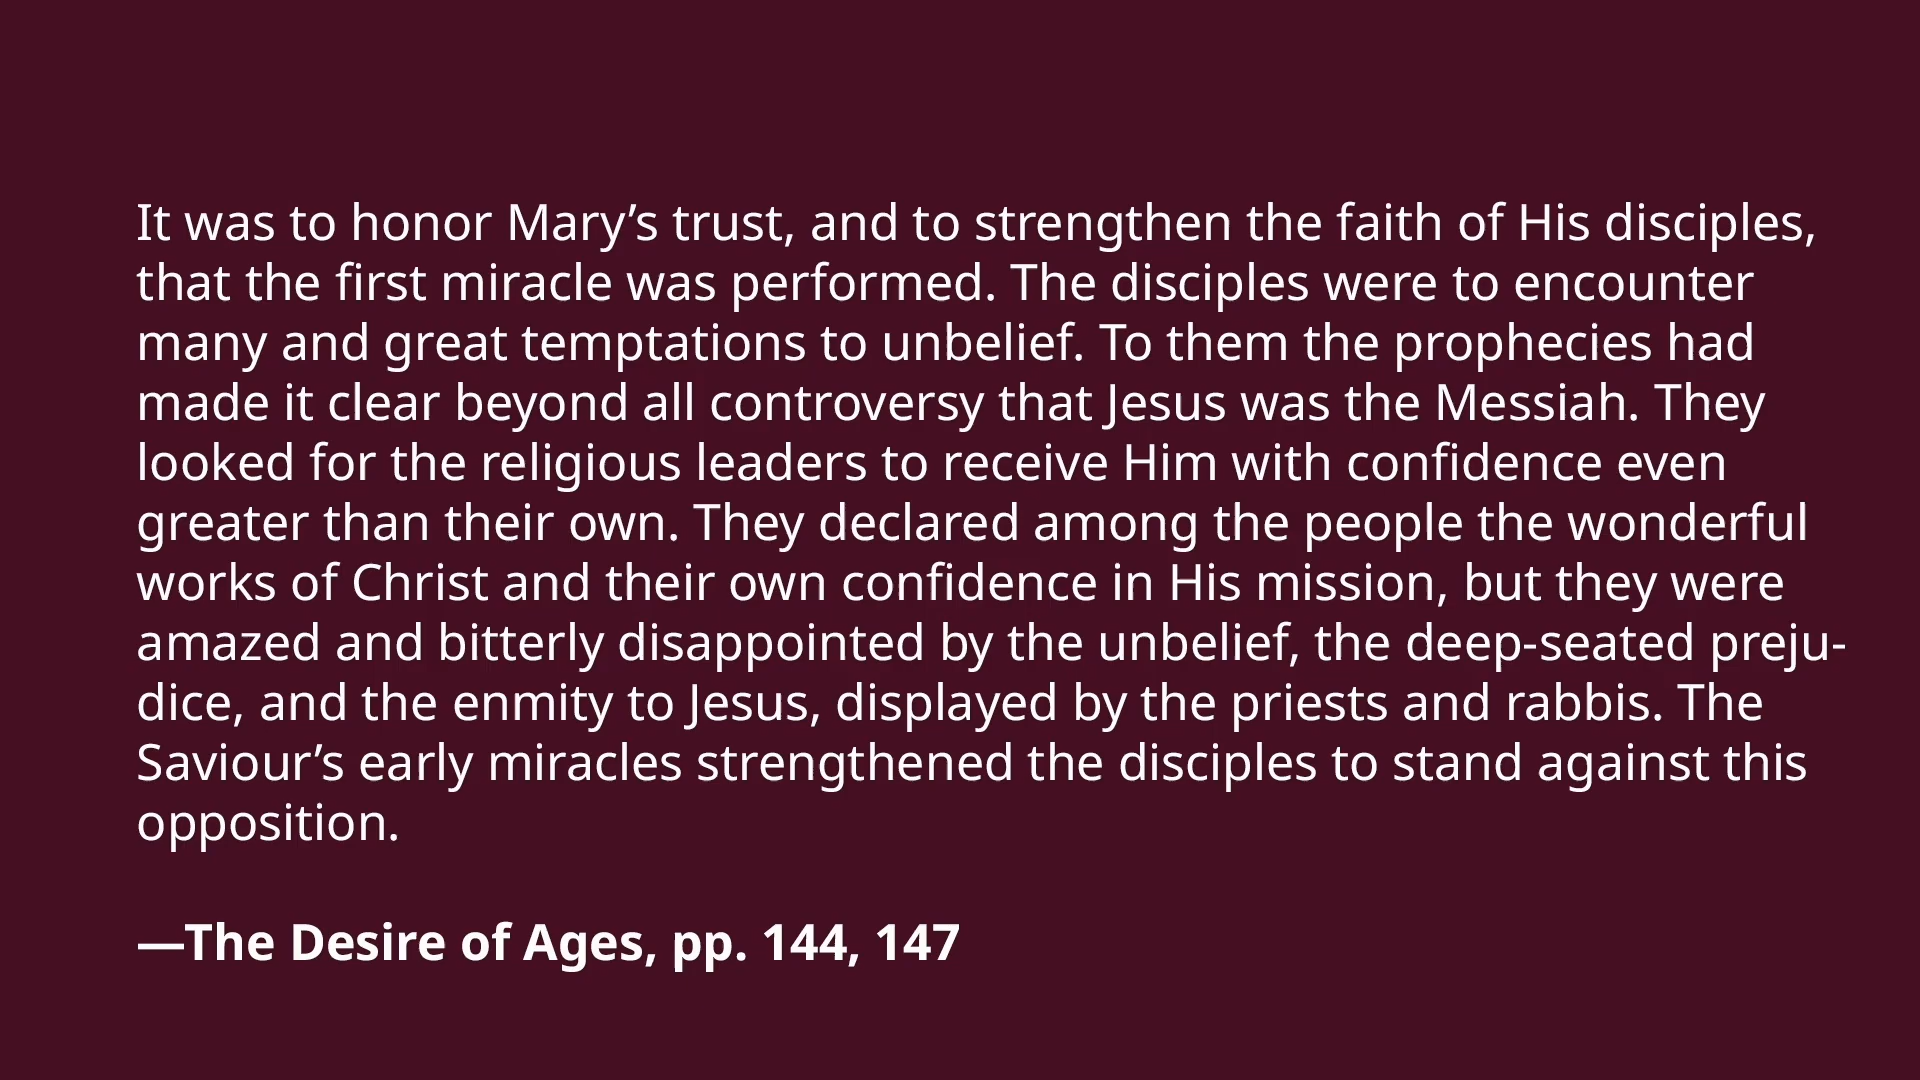 It was to honor Mary’s trust, and to strengthen the faith of His disciples,
that the first miracle was performed. The disciples were to encounter
many and great temptations to unbelief. To them the prophecies had
made it clear beyond all controversy that Jesus was the Messiah. They
looked for the religious leaders to receive Him with confidence even
greater than their own. They declared among the people the wonderful
works of Christ and their own confidence in His mission, but they were
amazed and bitterly disappointed by the unbelief, the deep-seated preju-
dice, and the enmity to Jesus, displayed by the priests and rabbis. The
Saviour’s early miracles strengthened the disciples to stand against this
opposition.
—The Desire of Ages, pp. 144, 147